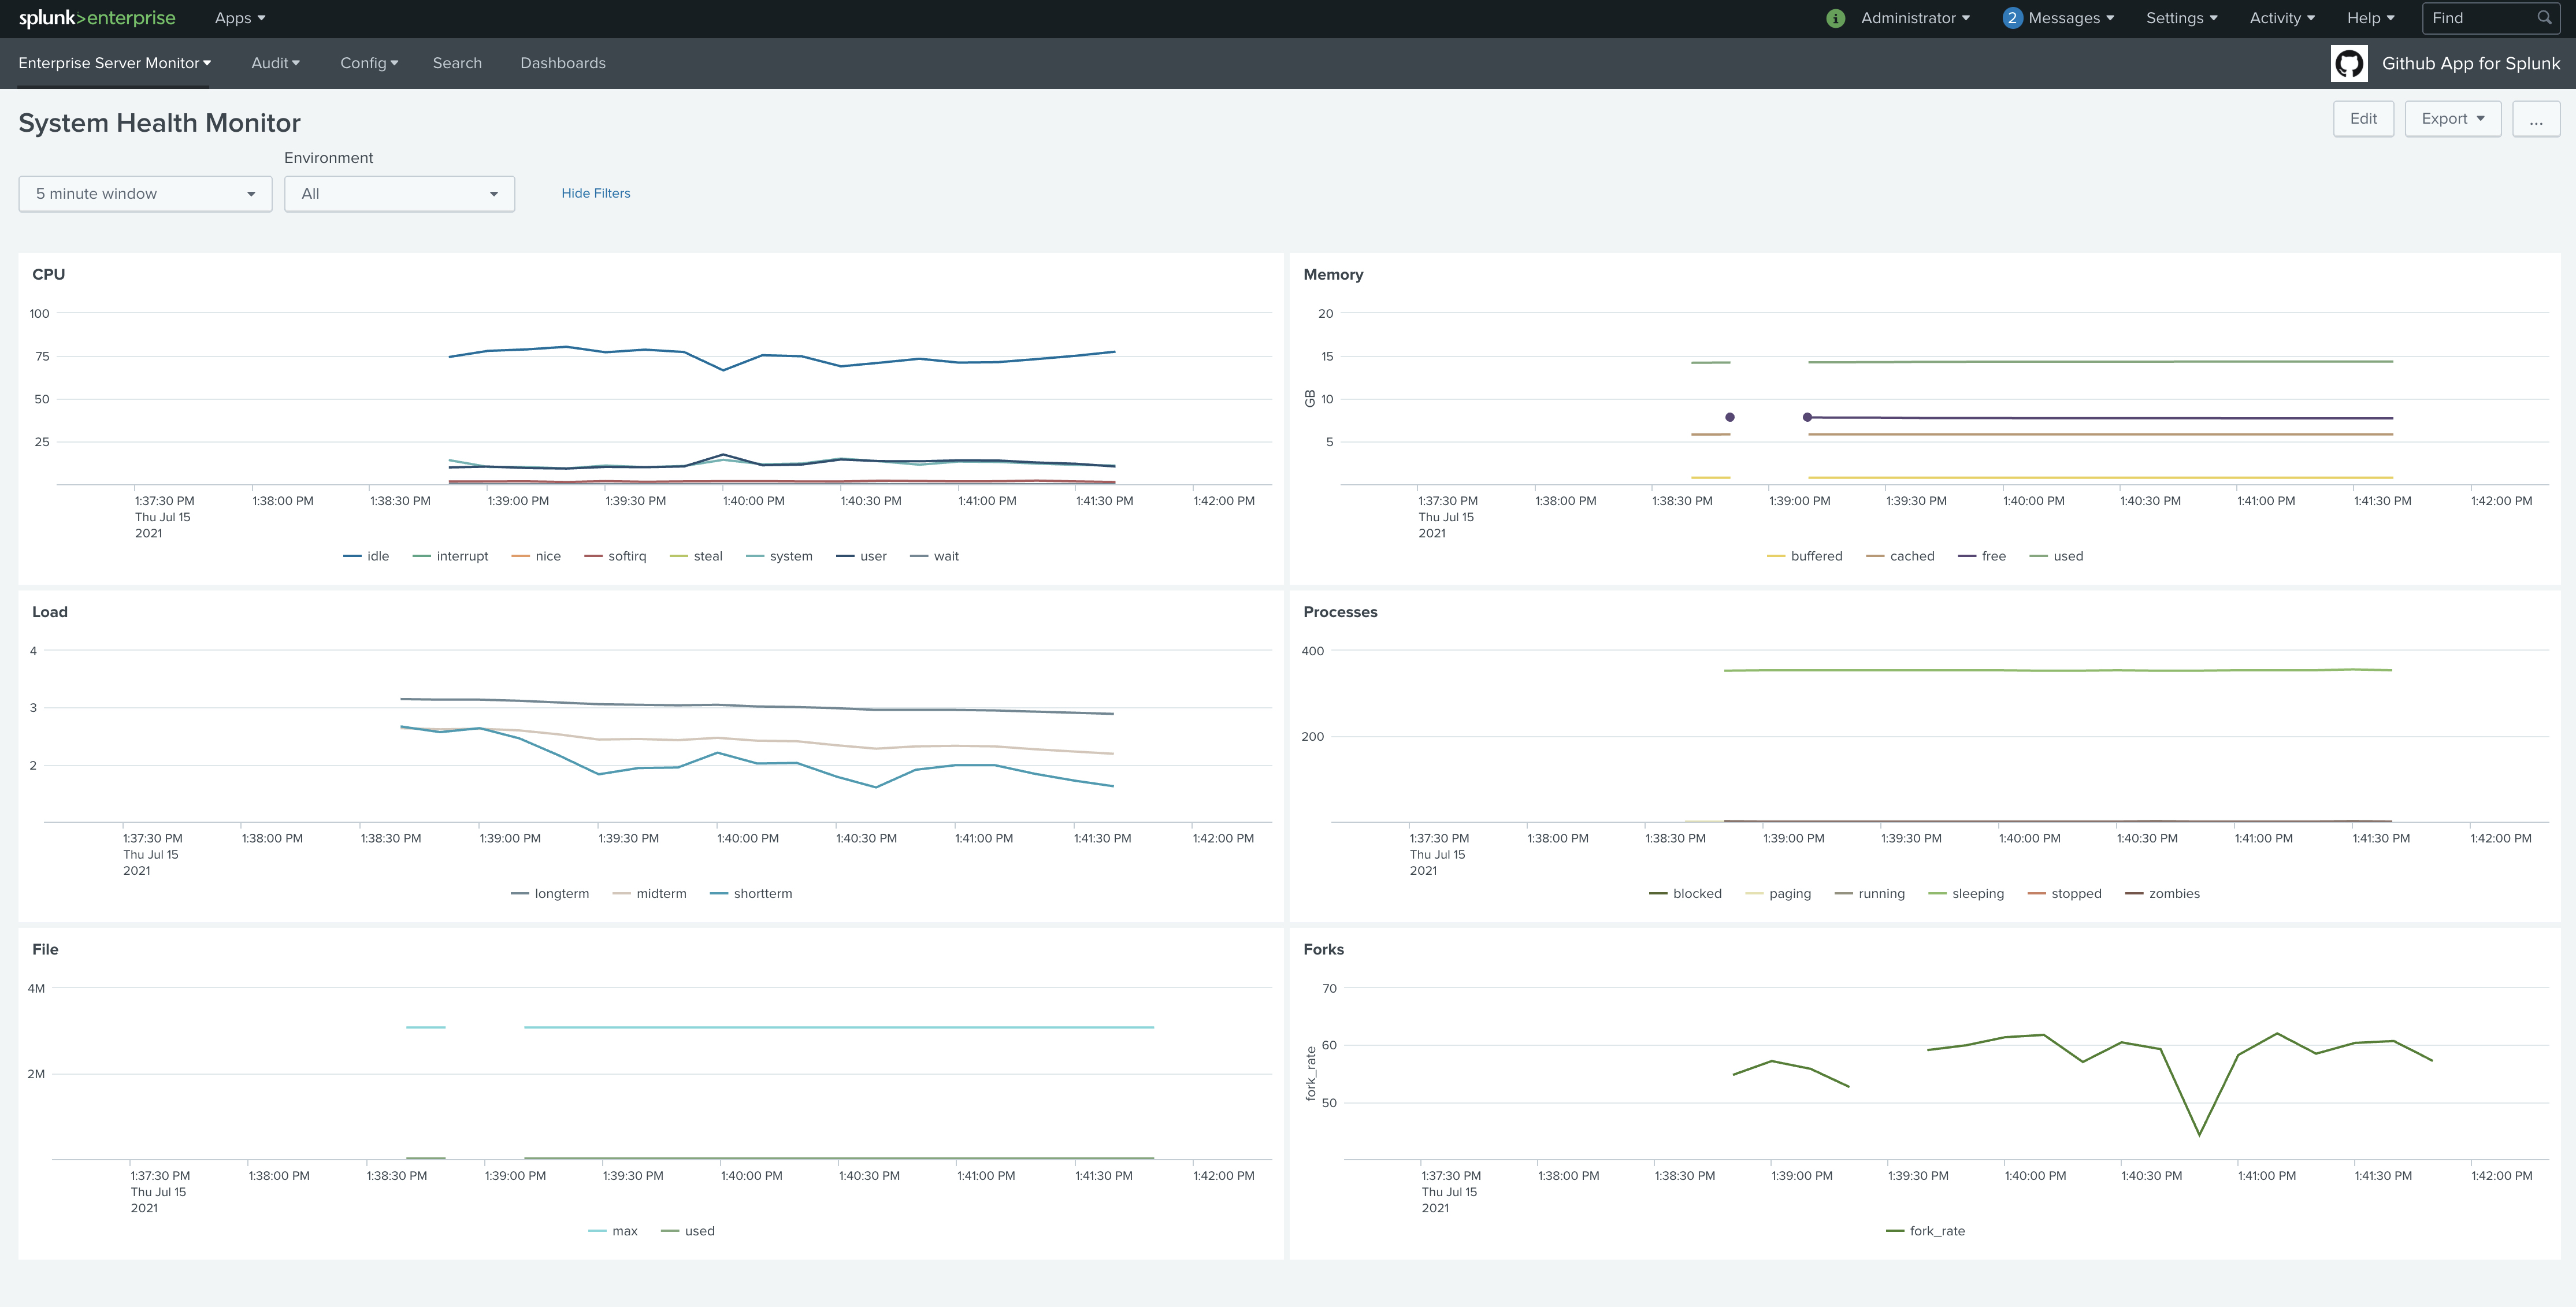 splunk>enterprise Apps Administrator 2 Messages Settings Activity Help Find
Enterprise Server Monitor Audit Config Search Dashboards Github App for Splunk
System Health Monitor Edit Export ...
Environment
5 minute window All Hide Filters
CPU
100
75
50
25
1:37:30 PM 1:38:00 PM 1:38:30 PM 1:39:00 PM 1:39:30 PM 1:40:00 PM 1:40:30 PM 1:41:00 PM 1:41:30 PM 1:42:00 PM
Thu Jul 15
2021
idle interrupt nice softirq steal system user wait
Memory
20
15
GB 10
5
1:37:30 PM 1:38:00 PM 1:38:30 PM 1:39:00 PM 1:39:30 PM 1:40:00 PM 1:40:30 PM 1:41:00 PM 1:41:30 PM 1:42:00 PM
Thu Jul 15
2021
buffered cached free used
Load
4
3
2
1:37:30 PM 1:38:00 PM 1:38:30 PM 1:39:00 PM 1:39:30 PM 1:40:00 PM 1:40:30 PM 1:41:00 PM 1:41:30 PM 1:42:00 PM
Thu Jul 15
2021
longterm midterm shortterm
Processes
400
200
1:37:30 PM 1:38:00 PM 1:38:30 PM 1:39:00 PM 1:39:30 PM 1:40:00 PM 1:40:30 PM 1:41:00 PM 1:41:30 PM 1:42:00 PM
Thu Jul 15
2021
blocked paging running sleeping stopped zombies
File
4M
2M
1:37:30 PM 1:38:00 PM 1:38:30 PM 1:39:00 PM 1:39:30 PM 1:40:00 PM 1:40:30 PM 1:41:00 PM 1:41:30 PM 1:42:00 PM
Thu Jul 15
2021
max used
Forks
70
60
fork_rate
50
1:37:30 PM 1:38:00 PM 1:38:30 PM 1:39:00 PM 1:39:30 PM 1:40:00 PM 1:40:30 PM 1:41:00 PM 1:41:30 PM 1:42:00 PM
Thu Jul 15
2021
fork_rate